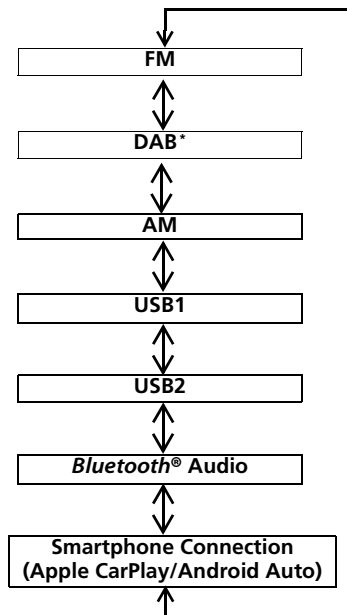 FM
DAB*
AM
USB1
USB2
Bluetooth® Audio
Smartphone Connection
(Apple CarPlay/Android Auto)